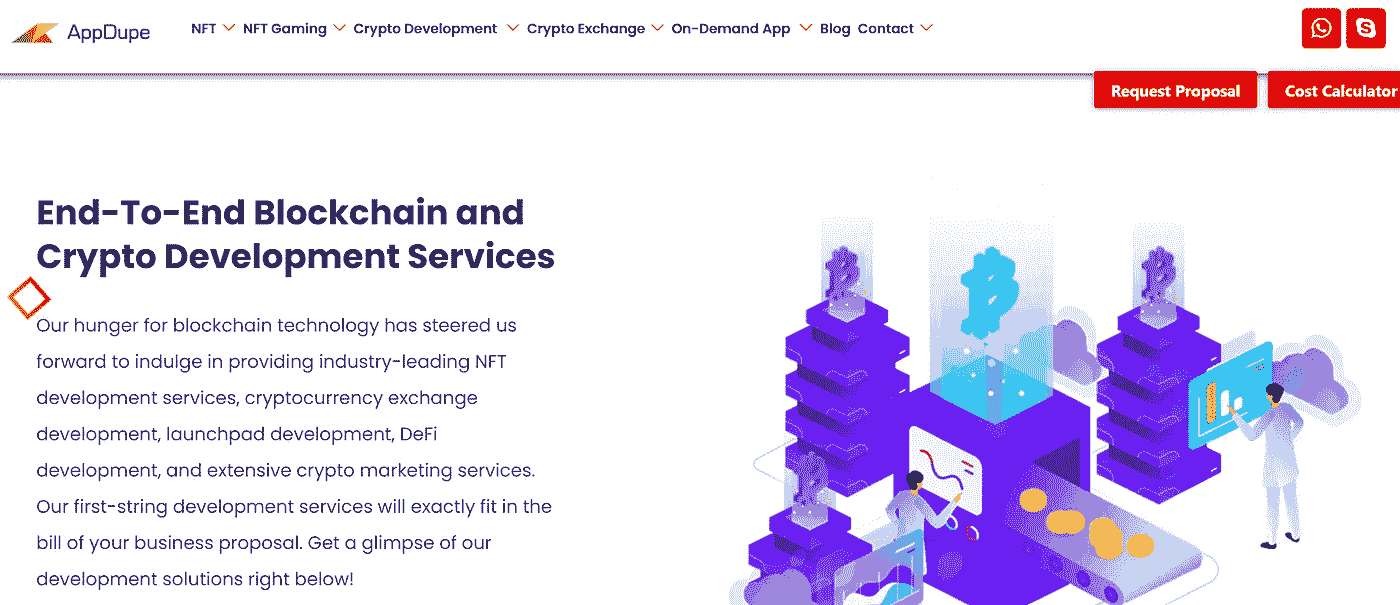 AppDupe
NFT NFT Gaming Crypto Development Crypto Exchange On-Demand App Blog Contact
Request Proposal Cost Calculator
End-To-End Blockchain and
Crypto Development Services
Our hunger for blockchain technology has steered us
forward to indulge in providing industry-leading NFT
development services, cryptocurrency exchange
development, launchpad development, DeFi
development, and extensive crypto marketing services.
Our first-string development services will exactly fit in the
bill of your business proposal. Get a glimpse of our
development solutions right below!